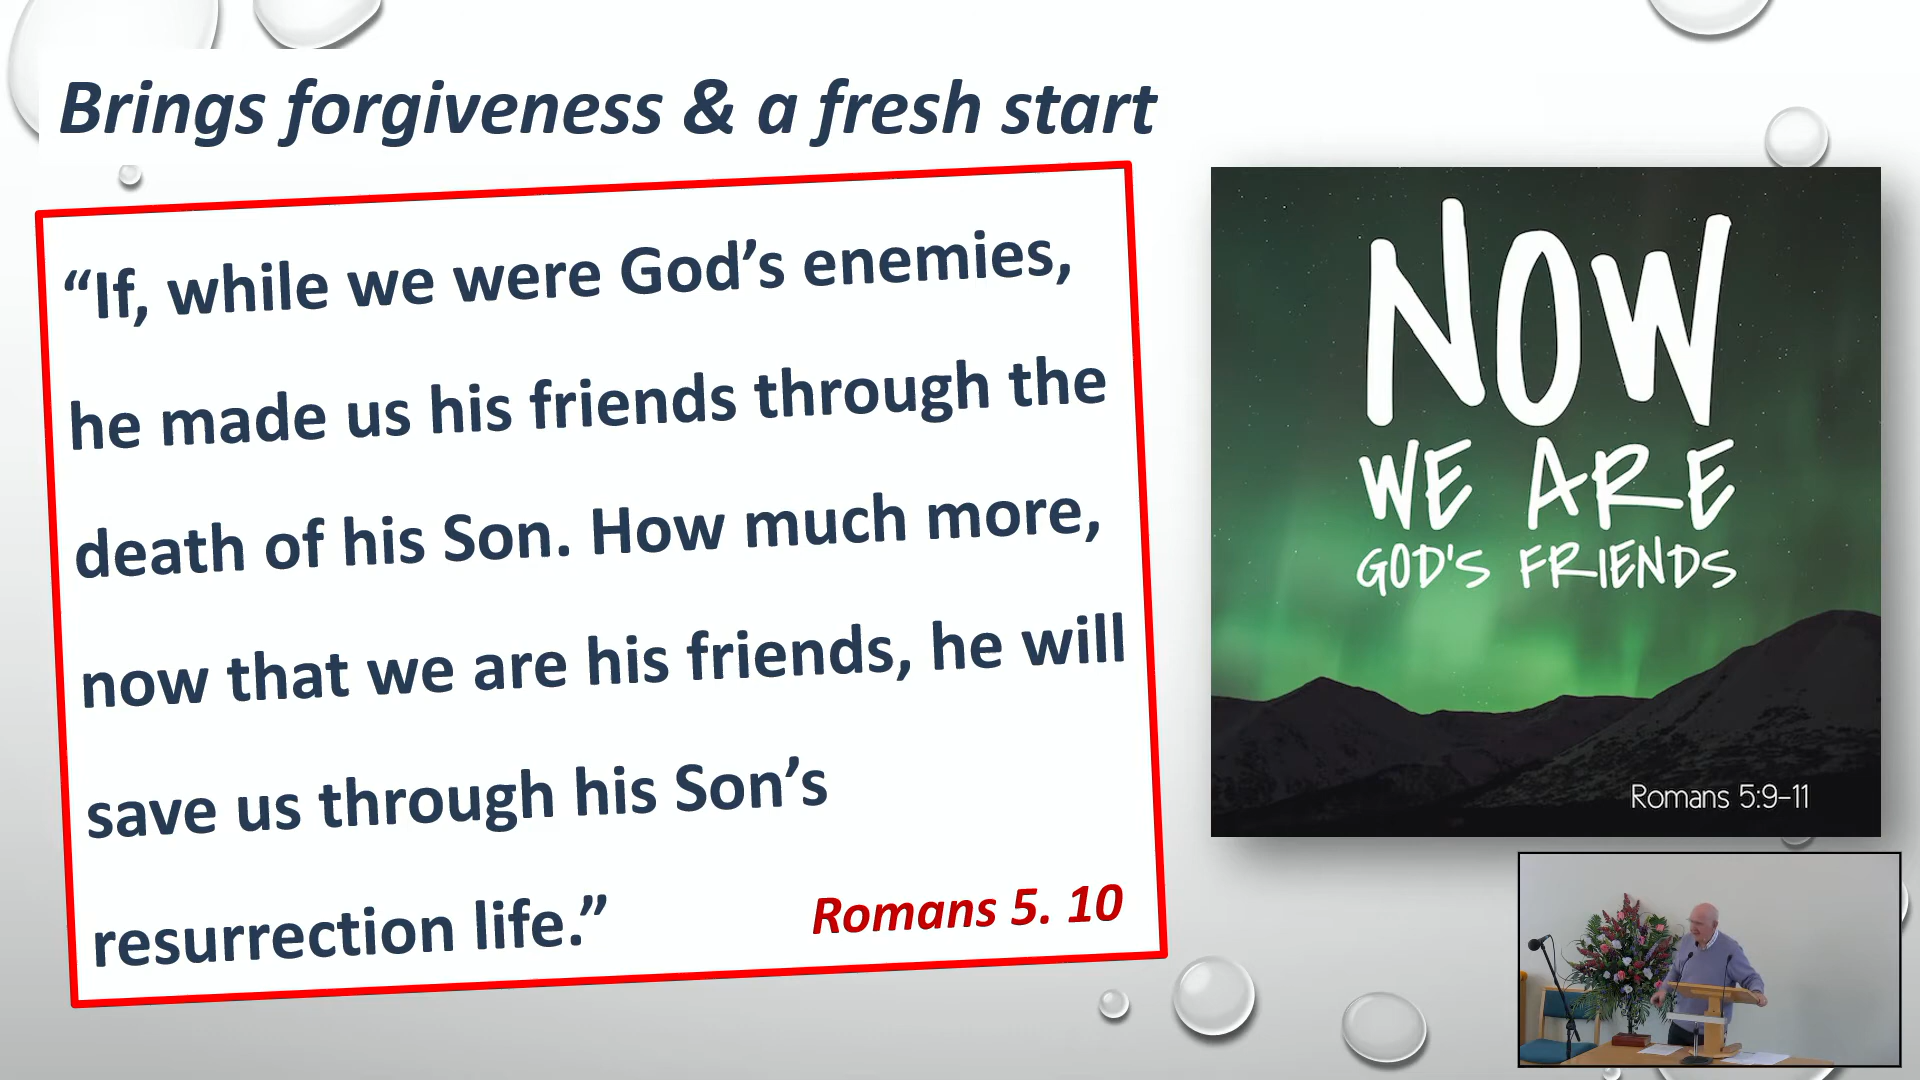 Brings forgiveness & a fresh start
“If, while we were God’s enemies,
he made us his friends through the
death of his Son. How much more,
now that we are his friends, he will
save us through his Son’s
resurrection life.”
Romans 5. 10
NOW
WE ARE
GOD'S FRIENDS
Romans 5:9-11